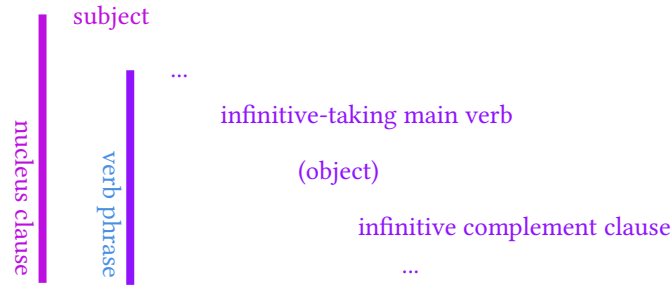 subject
...
infinitive-taking main verb
(object)
infinitive complement clause
...
nucleus clause
verb phrase